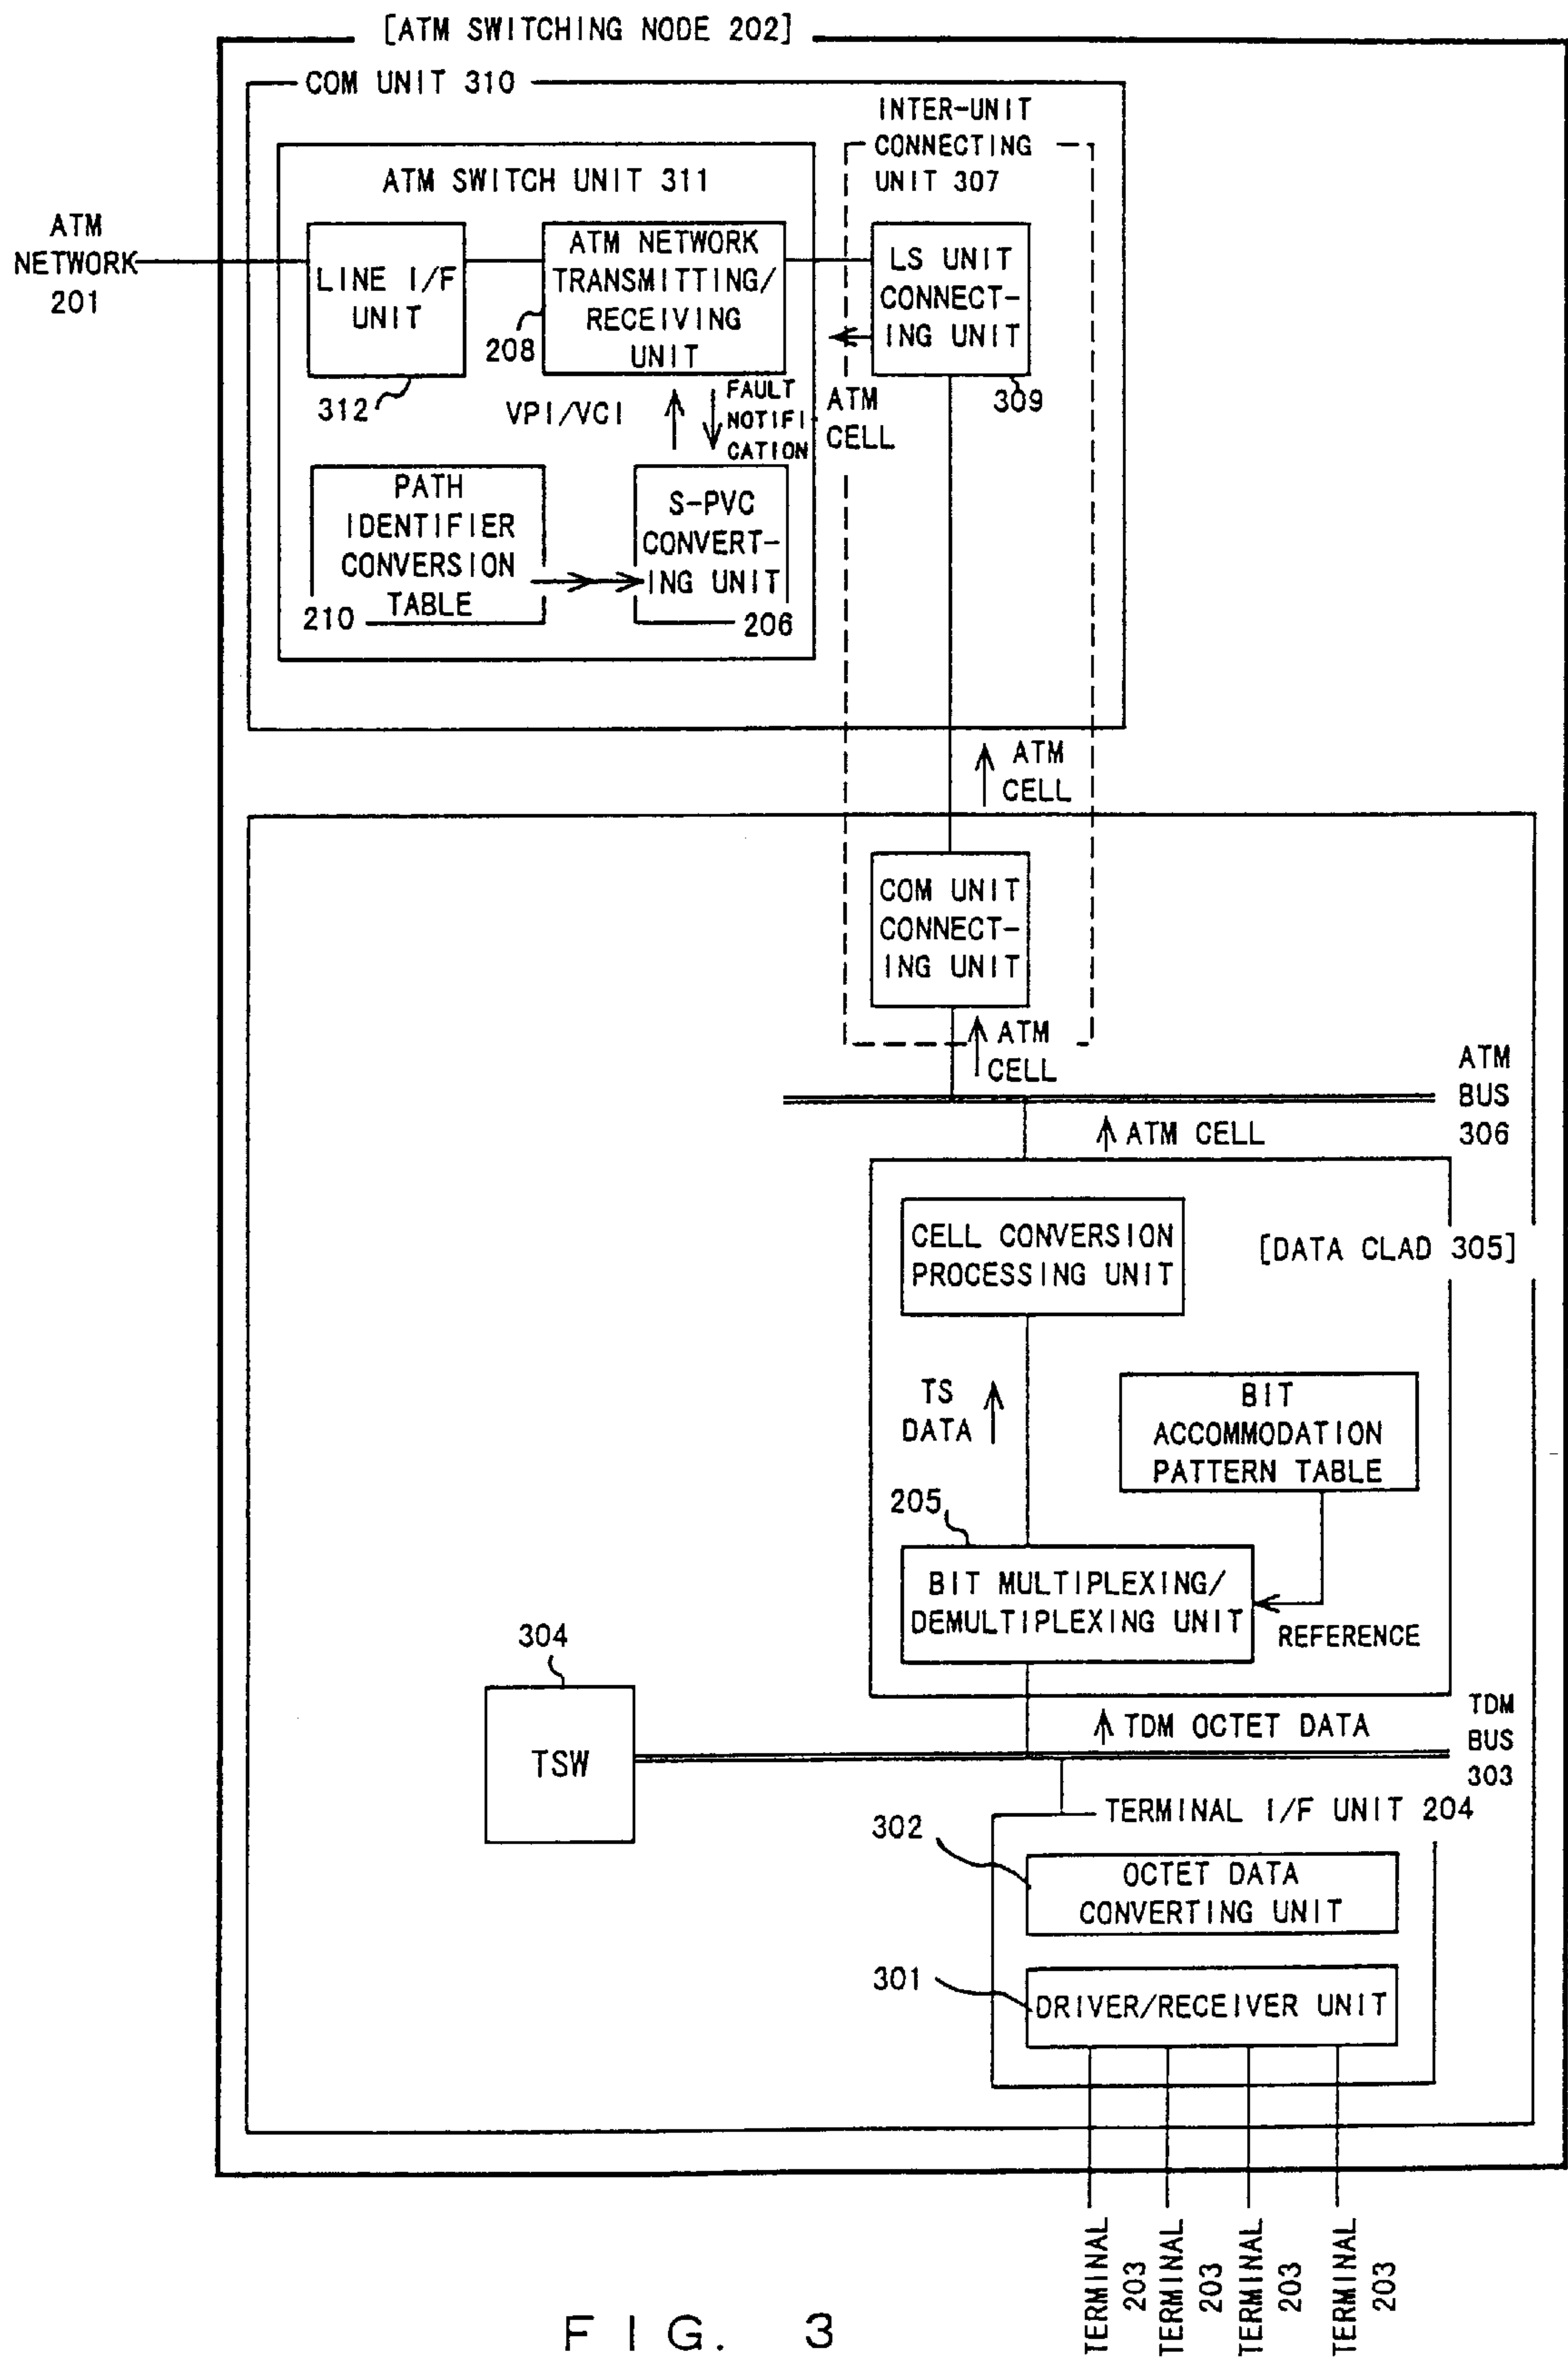 [ATM SWITCHING NODE 202]
COM UNIT 310
INTER-UNIT
CONNECTING
UNIT 307
ATM SWITCH UNIT 311
ATM
NETWORK
201
LINE I/F
UNIT
312
ATM NETWORK
TRANSMITTING/
RECEIVING
UNIT
208
LS UNIT
CONNECT-
ING UNIT
309
VPI/VCI
FAULT
NOTIFI
CATION
ATM
CELL
PATH
IDENTIFIER
CONVERSION
TABLE
210
S-PVC
CONVERT-
ING UNIT
206
ATM
CELL
COM UNIT
CONNECT-
ING UNIT
ATM
CELL
ATM
BUS
306
ATM CELL
CELL CONVERSION
PROCESSING UNIT
[DATA CLAD 305]
TS
DATA
BIT
ACCOMMODATION
PATTERN TABLE
205
BIT MULTIPLEXING/
DEMULTIPLEXING UNIT
REFERENCE
304
TSW
TDM OCTET DATA
TDM
BUS
303
TERMINAL I/F UNIT 204
302
OCTET DATA
CONVERTING UNIT
301
DRIVER/RECEIVER UNIT
TERMINAL
203
TERMINAL
203
TERMINAL
203
TERMINAL
203
FIG. 3